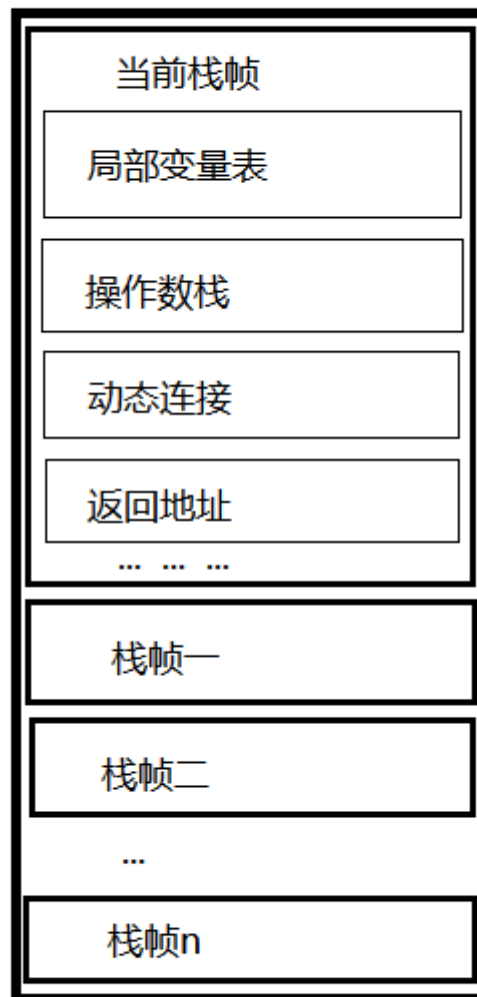 当前栈帧
局部变量表
操作数栈
动态连接
返回地址
... ... ...
栈帧一
栈帧二
...
栈帧n